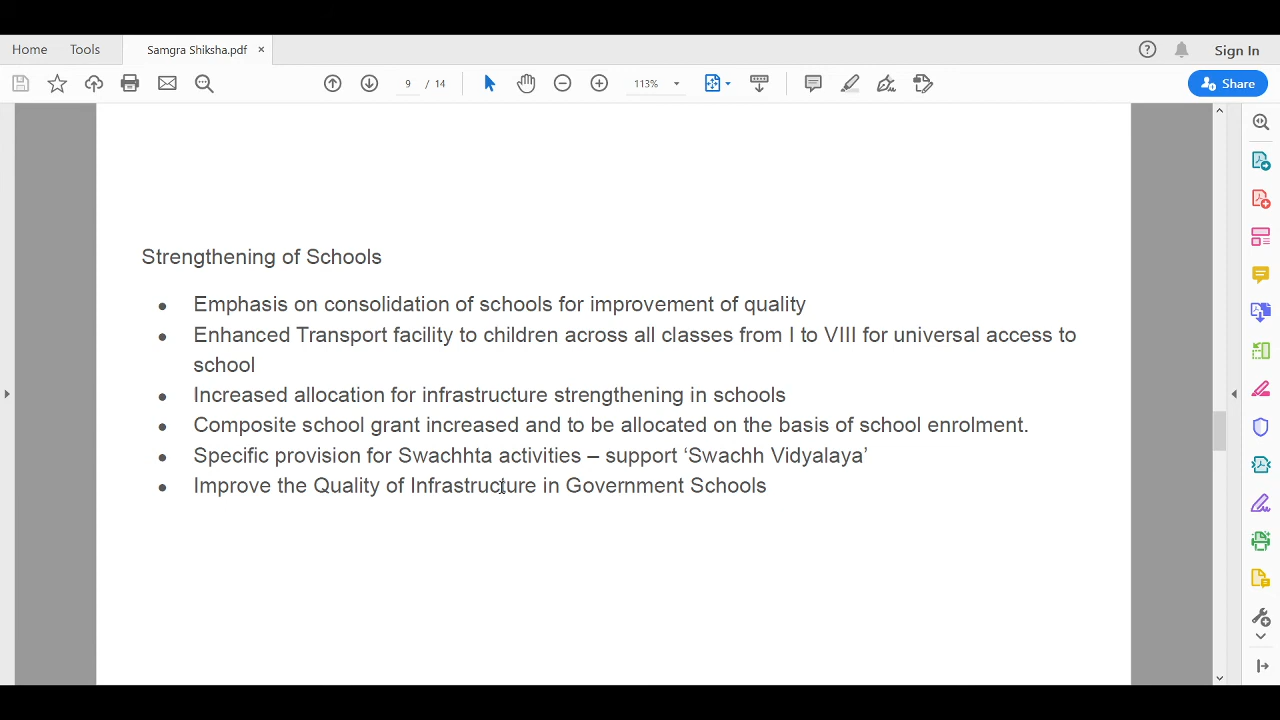 Home Tools Samgra Shiksha.pdf × Sign In
9 / 14 113% Share
Strengthening of Schools
● Emphasis on consolidation of schools for improvement of quality
● Enhanced Transport facility to children across all classes from I to VIII for universal access to
school
● Increased allocation for infrastructure strengthening in schools
● Composite school grant increased and to be allocated on the basis of school enrolment.
● Specific provision for Swachhta activities – support ‘Swachh Vidyalaya’
● Improve the Quality of Infrastructure in Government Schools